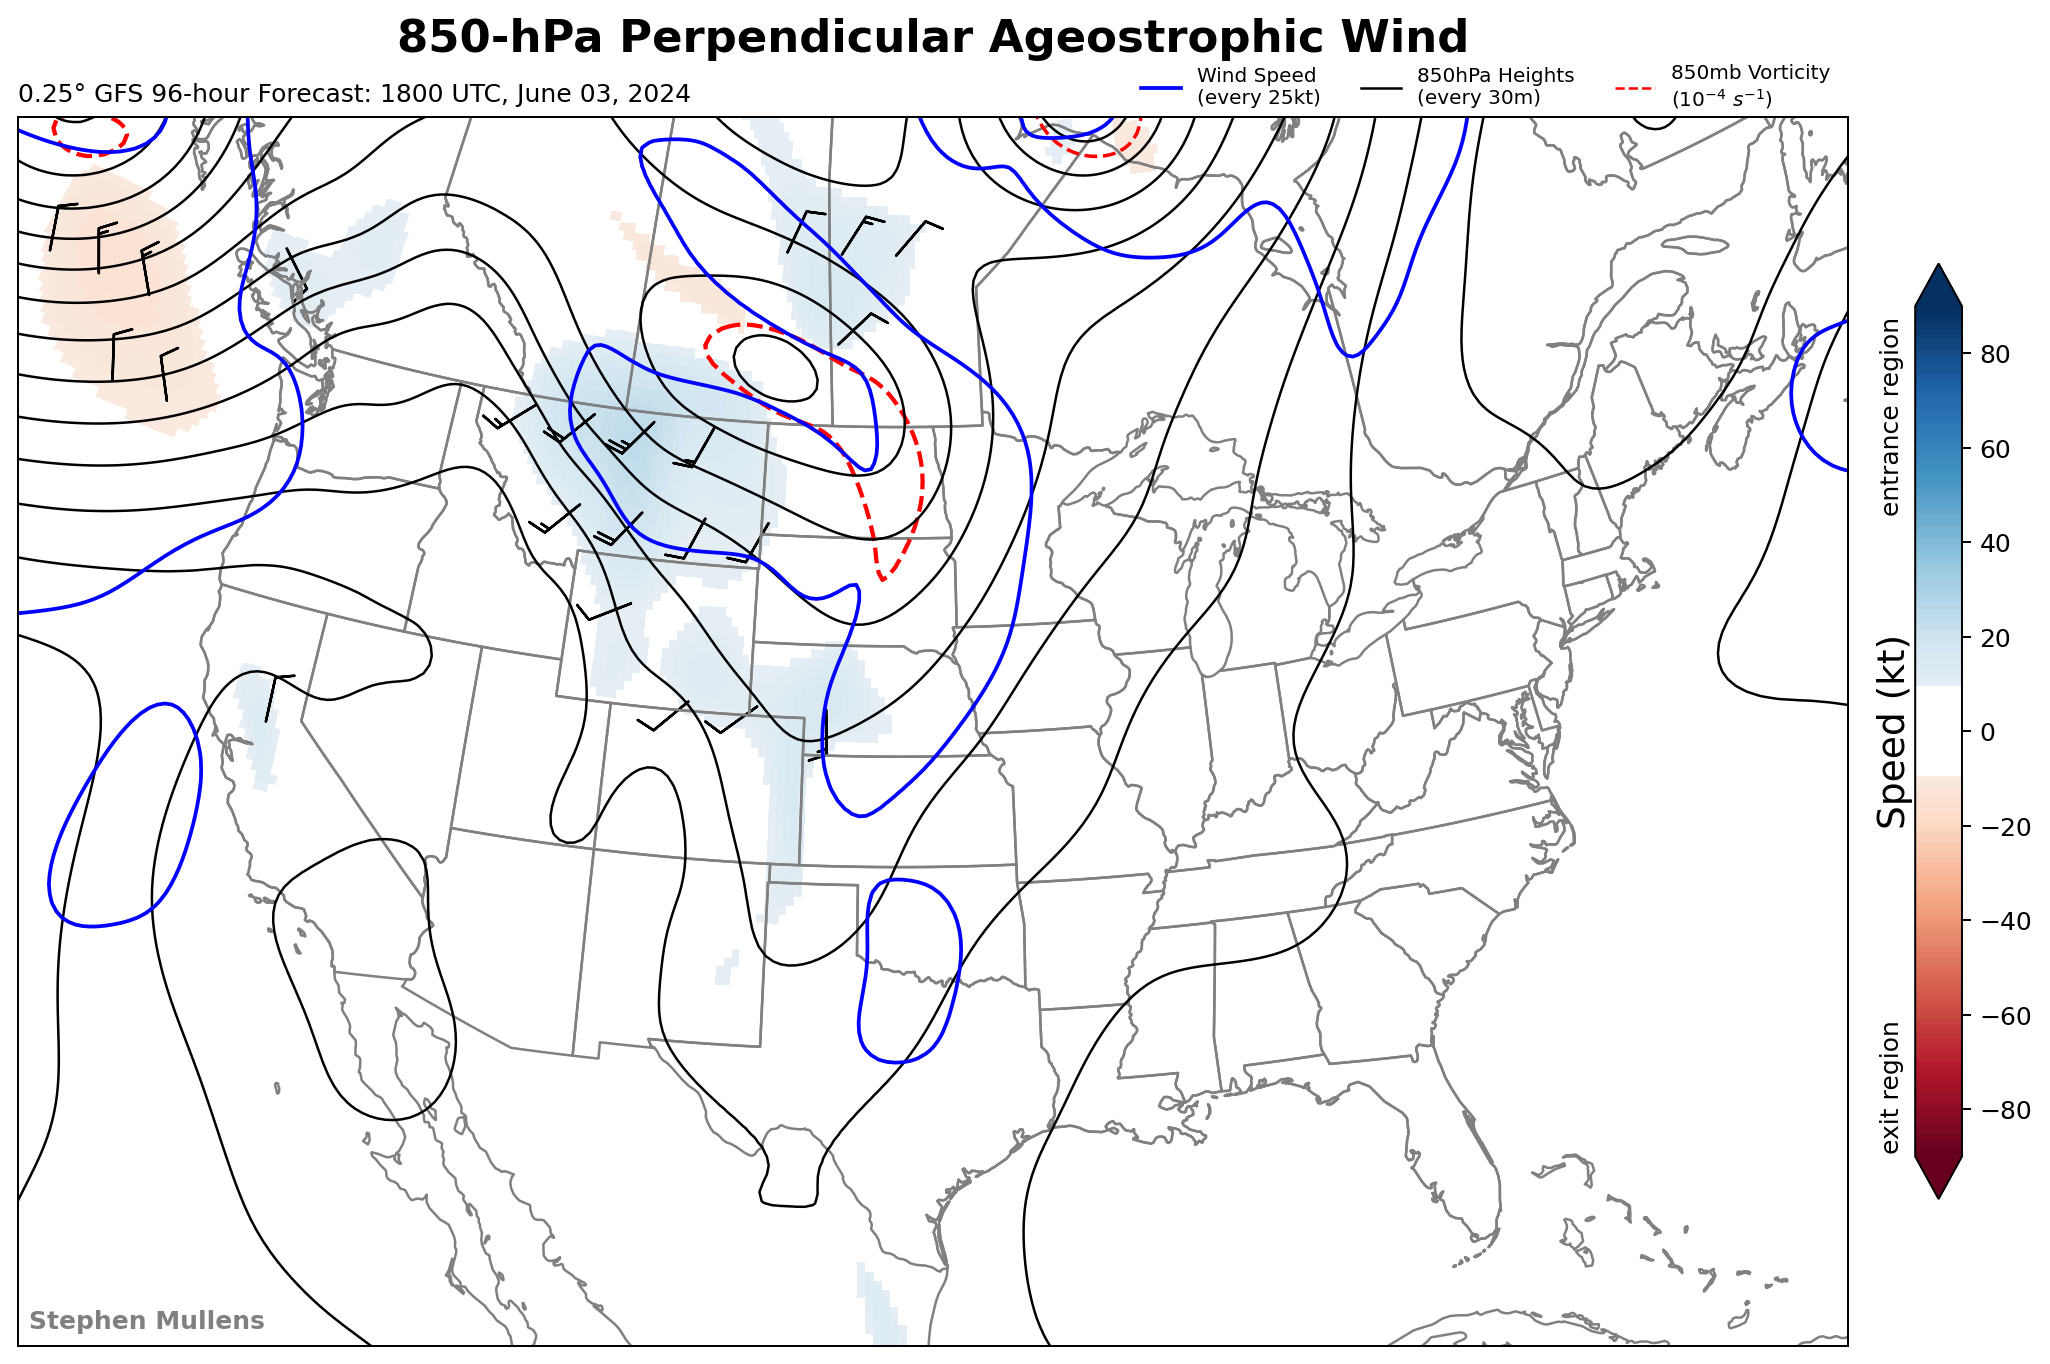 850-hPa Perpendicular Ageostrophic Wind
0.25° GFS 96-hour Forecast: 1800 UTC, June 03, 2024
Wind Speed
(every 25kt)
850hPa Heights
(every 30m)
850mb Vorticity
(10⁻⁴ s⁻¹)
entrance region
Speed (kt)
exit region
80
60
40
20
0
−20
−40
−60
−80
Stephen Mullens